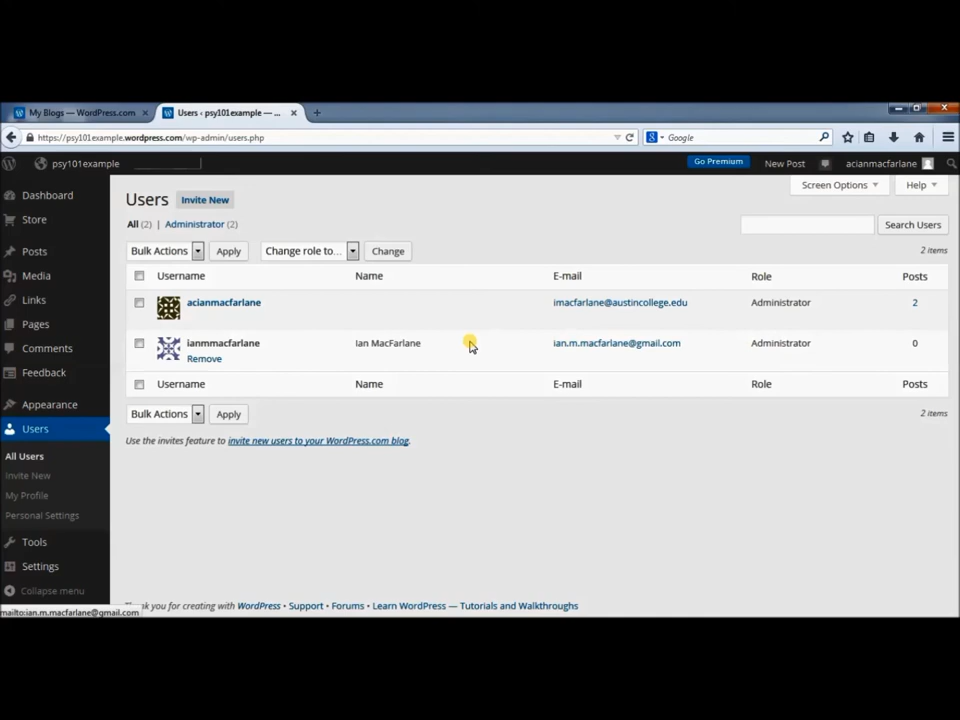 My Blogs — WordPress.com × Users ‹ psy101example — ... × +
https://psy101example.wordpress.com/wp-admin/users.php Google
psy101example Go Premium New Post acianmacfarlane
Dashboard
Store
Posts
Media
Links
Pages
Comments
Feedback
Appearance
Users
All Users
Invite New
My Profile
Personal Settings
Tools
Settings
Collapse menu
Screen Options Help
Users Invite New
All (2) | Administrator (2)
Search Users
Bulk Actions Apply Change role to... Change 2 items
Username Name E-mail Role Posts
acianmacfarlane imacfarlane@austincollege.edu Administrator 2
ianmmacfarlane Ian MacFarlane ian.m.macfarlane@gmail.com Administrator 0
Remove
Username Name E-mail Role Posts
Bulk Actions Apply 2 items
Use the invites feature to invite new users to your WordPress.com blog.
Thank you for creating with WordPress • Support • Forums • Learn WordPress — Tutorials and Walkthroughs
mailto:ian.m.macfarlane@gmail.com